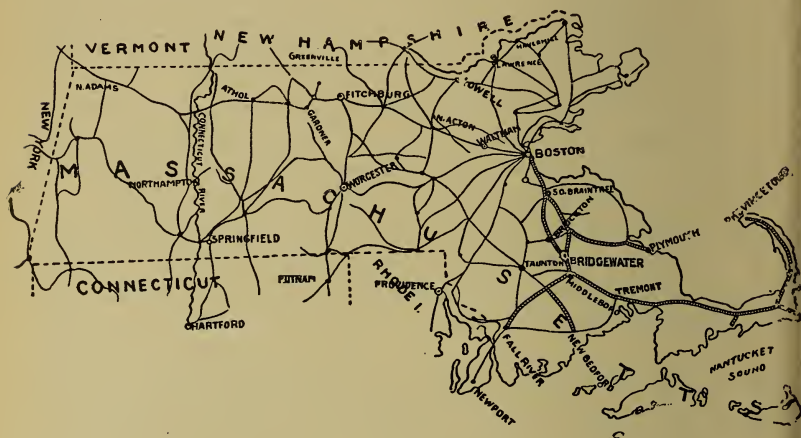 NEW HAMPSHIRE
VERMONT
GREENVILLE
HAVERHILL
LAWRENCE
LOWELL
N. ADAMS
ATHOL
FITCHBURG
GARDNER
N. ACTON
WALTHAM
NEW YORK
CONNECTICUT RIVER
BOSTON
MASSACHUSETTS
NORTHAMPTON
WORCESTER
SO. BRAINTREE
PROVINCETOWN
SPRINGFIELD
PLYMOUTH
TAUNTON
BRIDGEWATER
CONNECTICUT
PUTNAM
RHODE I.
PROVIDENCE
MIDDLEBORO
TREMONT
HARTFORD
FALL RIVER
NEW BEDFORD
NEWPORT
NANTUCKET
SOUND